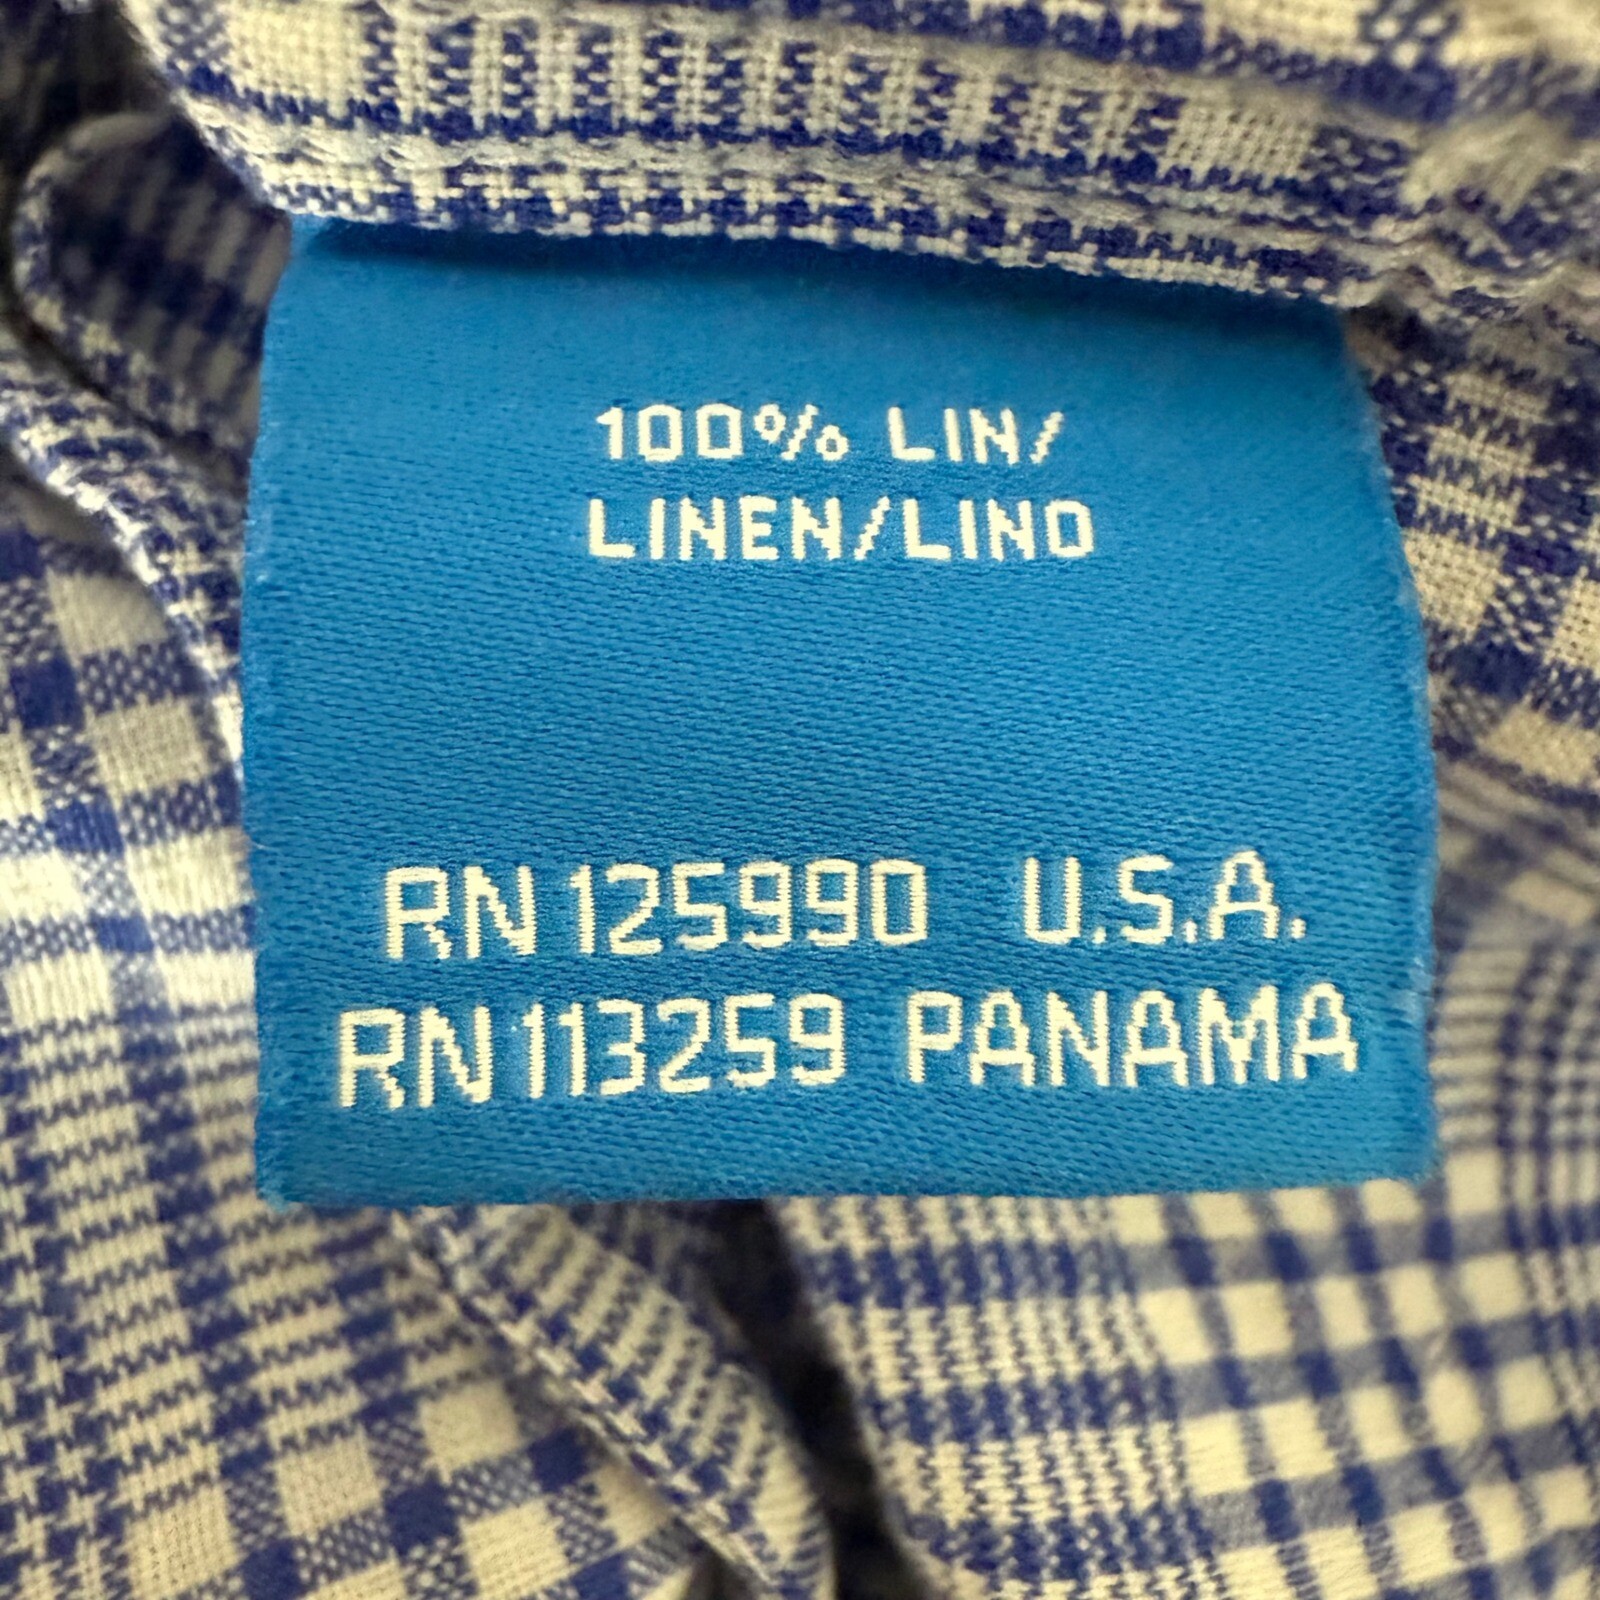 100% LIN/
LINEN/LINO
RN 125990 U.S.A.
RN 113259 PANAMA